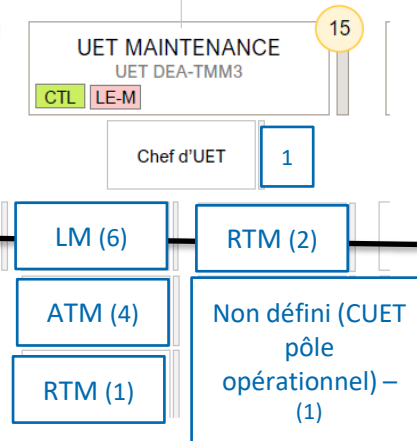 15
UET MAINTENANCE
UET DEA-TMM3
CTL LE-M
Chef d’UET 1
LM (6) RTM (2)
ATM (4)
RTM (1)
Non défini (CUET
pôle
opérationnel) –
(1)